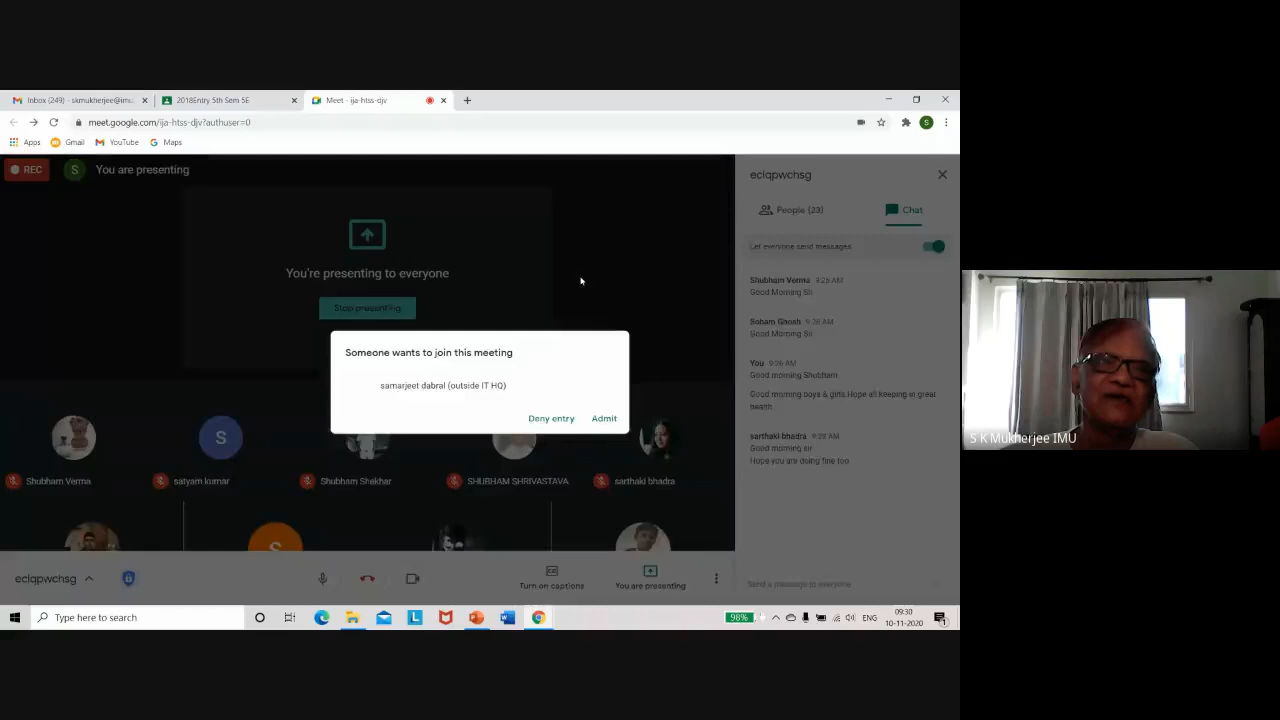 Inbox (249) - skmukherjee@imu
2018Entry 5th Sem 5E
Meet - ija-htss-djv
meet.google.com/ija-htss-djv?authuser=0
Apps
Gmail
YouTube
Maps
REC
S
You are presenting
You're presenting to everyone
Stop presenting
Someone wants to join this meeting
samarjeet dabral (outside IT HQ)
Deny entry
Admit
S
Shubham Verma
satyam kumar
Shubham Shekhar
SHUBHAM SHRIVASTAVA
sarthaki bhadra
S
eclqpwchsg
Turn on captions
You are presenting
eclqpwchsg
People (23)
Chat
Let everyone send messages
Shubham Verma 9:25 AM
Good Morning Sir
Soham Ghosh 9:26 AM
Good Morning Sir
You 9:26 AM
Good morning Shubham
Good morning boys & girls.Hope all keeping in great
health.
sarthaki bhadra 9:28 AM
Good morning sir
Hope you are doing fine too
Send a message to everyone
S K Mukherjee IMU
Type here to search
98%
ENG
09:30
10-11-2020